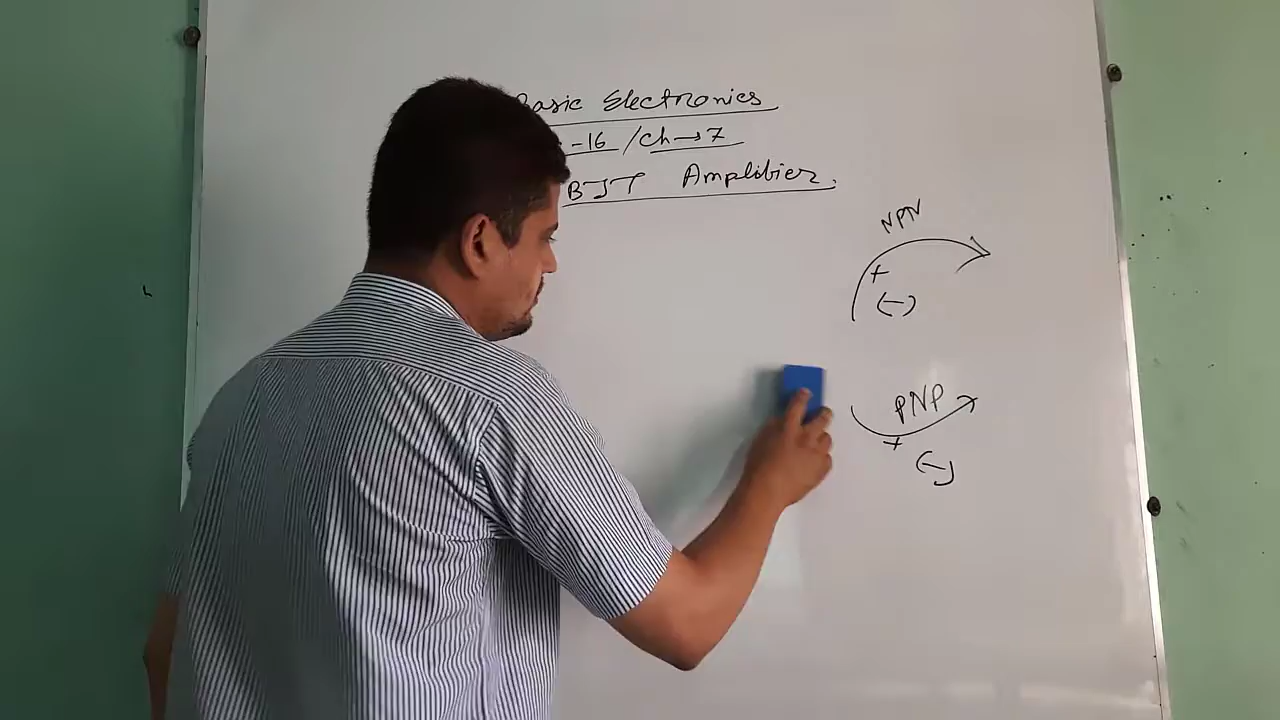 Basic Electronics
-16 / Ch → 7
BJT Amplifier.
NPN
+
(-)
PNP
+
(-)